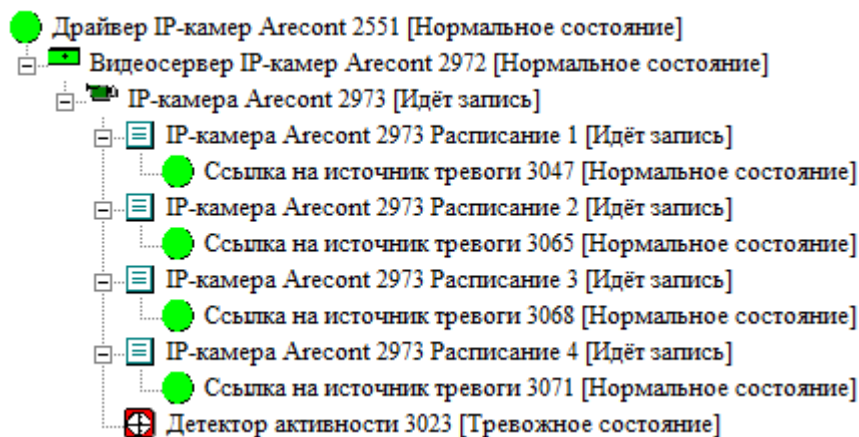 Драйвер IP-камер Arecont 2551 [Нормальное состояние]
Видеосервер IP-камер Arecont 2972 [Нормальное состояние]
IP-камера Arecont 2973 [Идёт запись]
IP-камера Arecont 2973 Расписание 1 [Идёт запись]
Ссылка на источник тревоги 3047 [Нормальное состояние]
IP-камера Arecont 2973 Расписание 2 [Идёт запись]
Ссылка на источник тревоги 3065 [Нормальное состояние]
IP-камера Arecont 2973 Расписание 3 [Идёт запись]
Ссылка на источник тревоги 3068 [Нормальное состояние]
IP-камера Arecont 2973 Расписание 4 [Идёт запись]
Ссылка на источник тревоги 3071 [Нормальное состояние]
Детектор активности 3023 [Тревожное состояние]